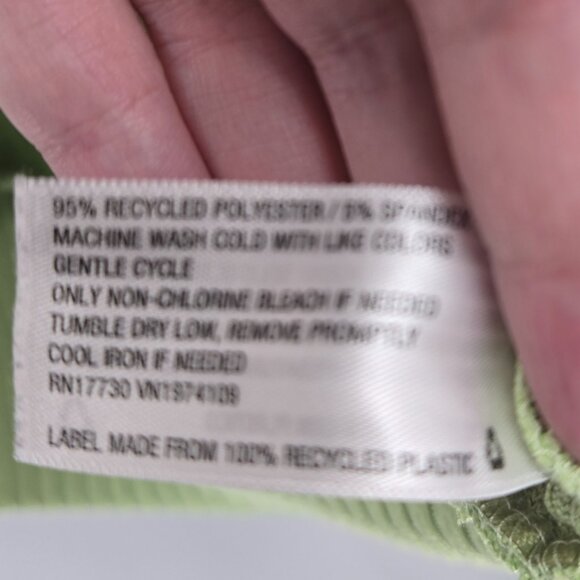 95% RECYCLED POLYESTER / 5% SPANDEX
MACHINE WASH COLD WITH LIKE COLORS
GENTLE CYCLE
ONLY NON-CHLORINE BLEACH IF NEEDED
TUMBLE DRY LOW, REMOVE PROMPTLY
COOL IRON IF NEEDED
RN17730 VN1974109
LABEL MADE FROM 100% RECYCLED PLASTIC